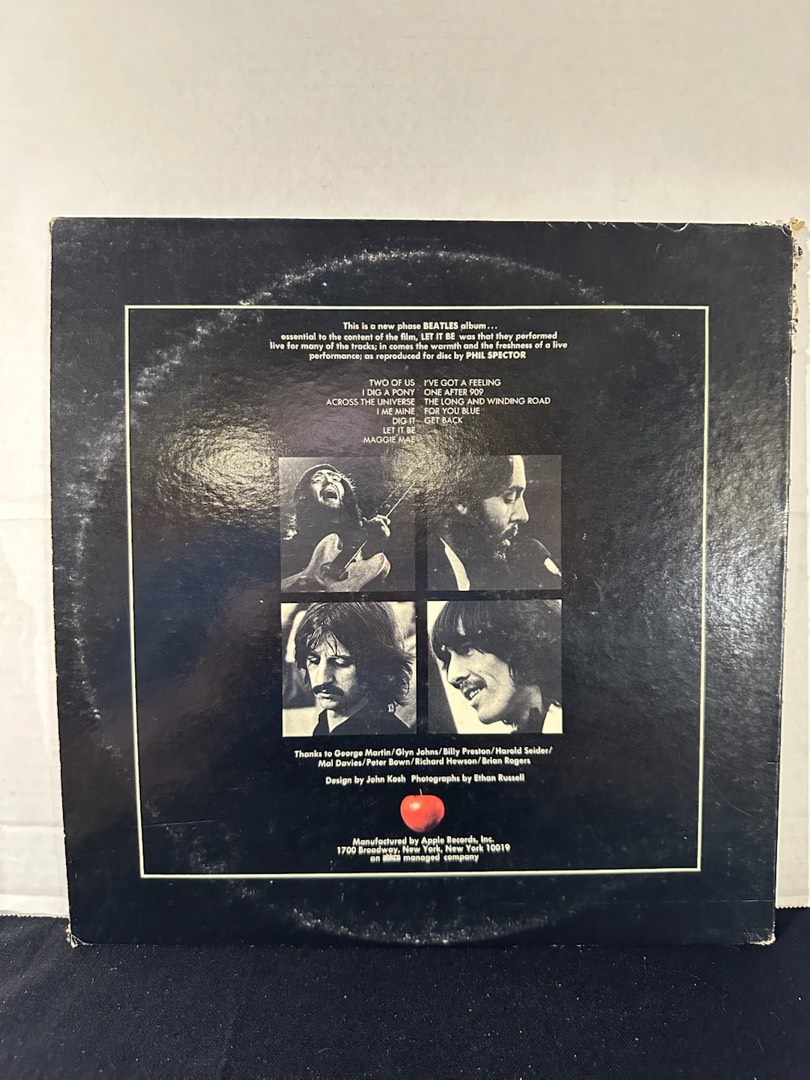 This is a new phase BEATLES album...
essential to the content of the film, LET IT BE was that they performed
live for many of the tracks; in comes the warmth and the freshness of a live
performance; as reproduced for disc by PHIL SPECTOR
TWO OF US
I DIG A PONY
ACROSS THE UNIVERSE
I ME MINE
DIG IT
LET IT BE
MAGGIE MAE
I'VE GOT A FEELING
ONE AFTER 909
THE LONG AND WINDING ROAD
FOR YOU BLUE
GET BACK
Thanks to George Martin/Glyn Johns/Billy Preston/Harold Seider/
Mal Davies/Peter Bown/Richard Hewson/Brian Rogers
Design by John Kosh Photographs by Ethan Russell
Manufactured by Apple Records, Inc.
1700 Broadway, New York, New York 10019
an abkco managed company